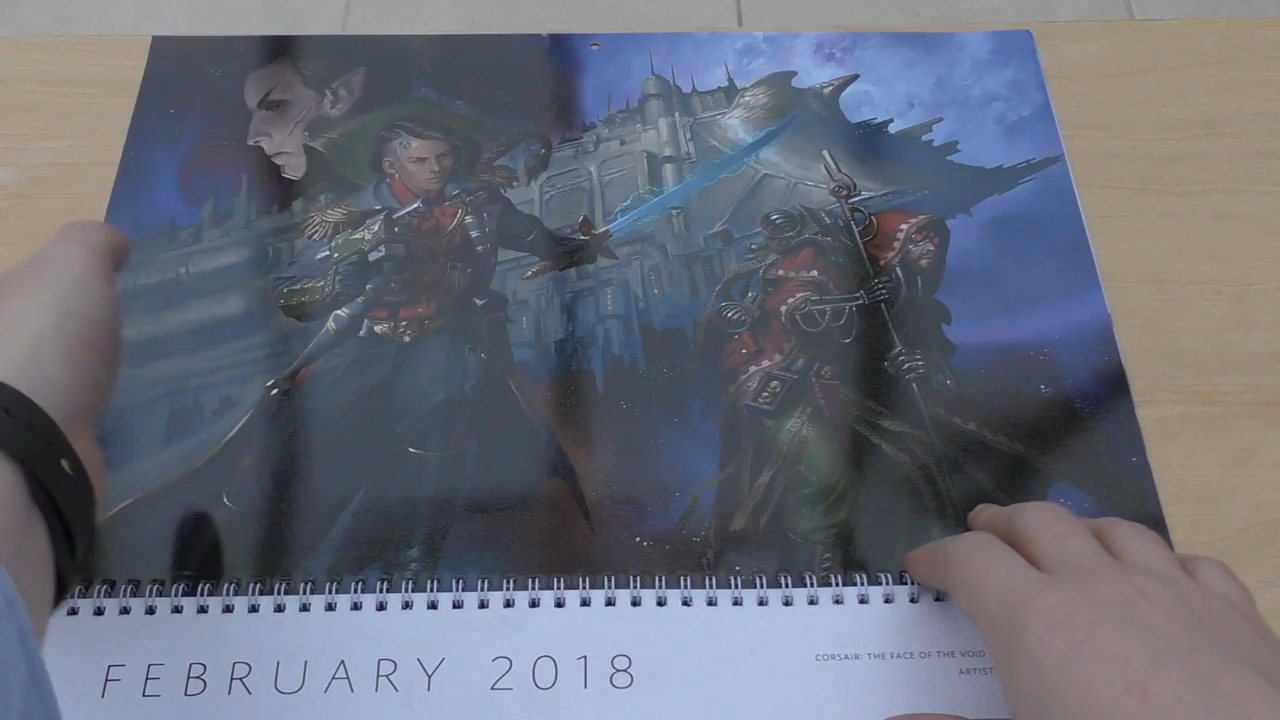 FEBRUARY 2018
CORSAIR: THE FACE OF THE VOID
ARTIST